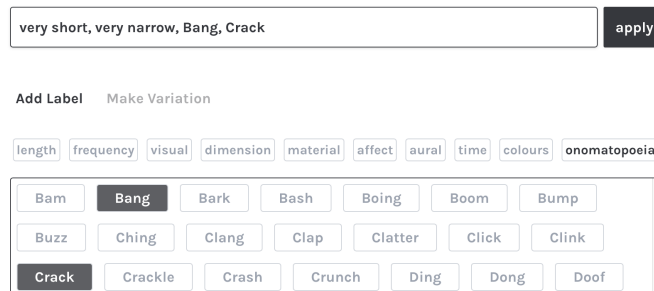 very short, very narrow, Bang, Crack apply
Add Label Make Variation
length frequency visual dimension material affect aural time colours onomatopoeia
Bam Bang Bark Bash Boing Boom Bump
Buzz Ching Clang Clap Clatter Click Clink
Crack Crackle Crash Crunch Ding Dong Doof